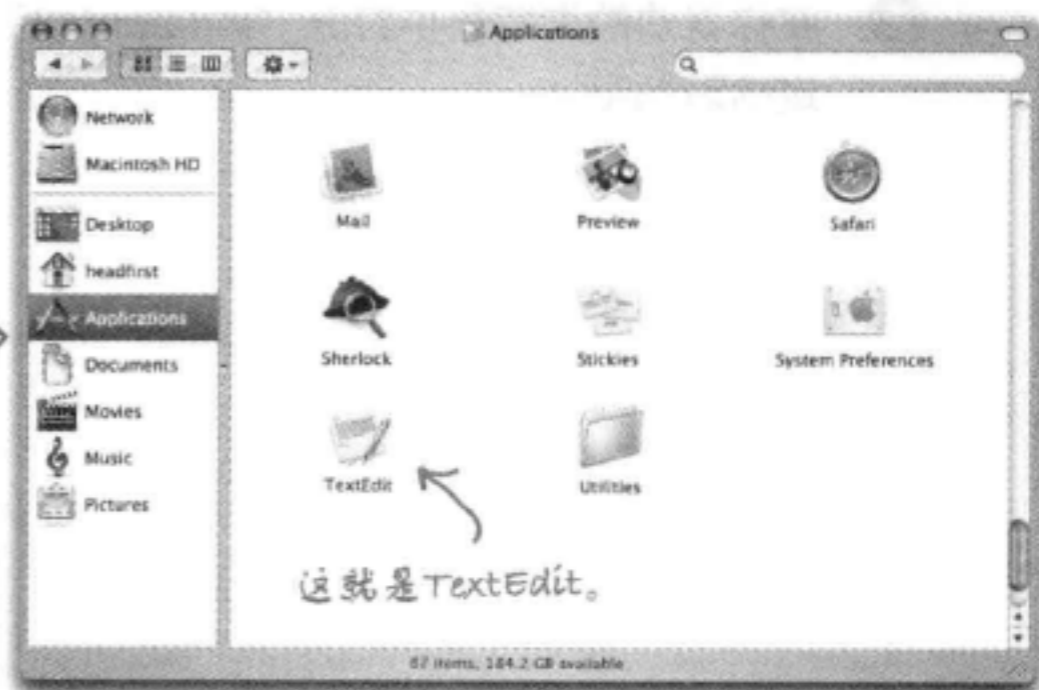 Applications
Network
Macintosh HD
Desktop
headfirst
Applications
Documents
Movies
Music
Pictures
Mail
Preview
Safari
Sherlock
Stickies
System Preferences
TextEdit
Utilities
这就是TextEdit。
67 items, 184.2 GB available